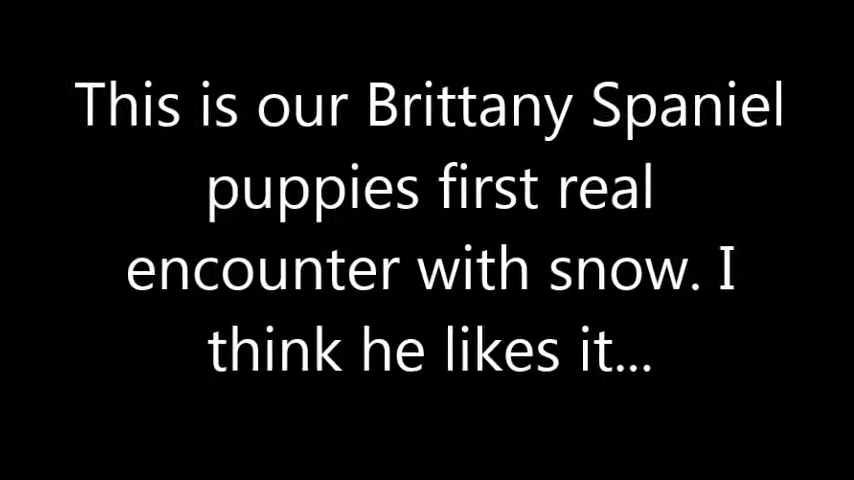 This is our Brittany Spaniel
puppies first real
encounter with snow. I
think he likes it...